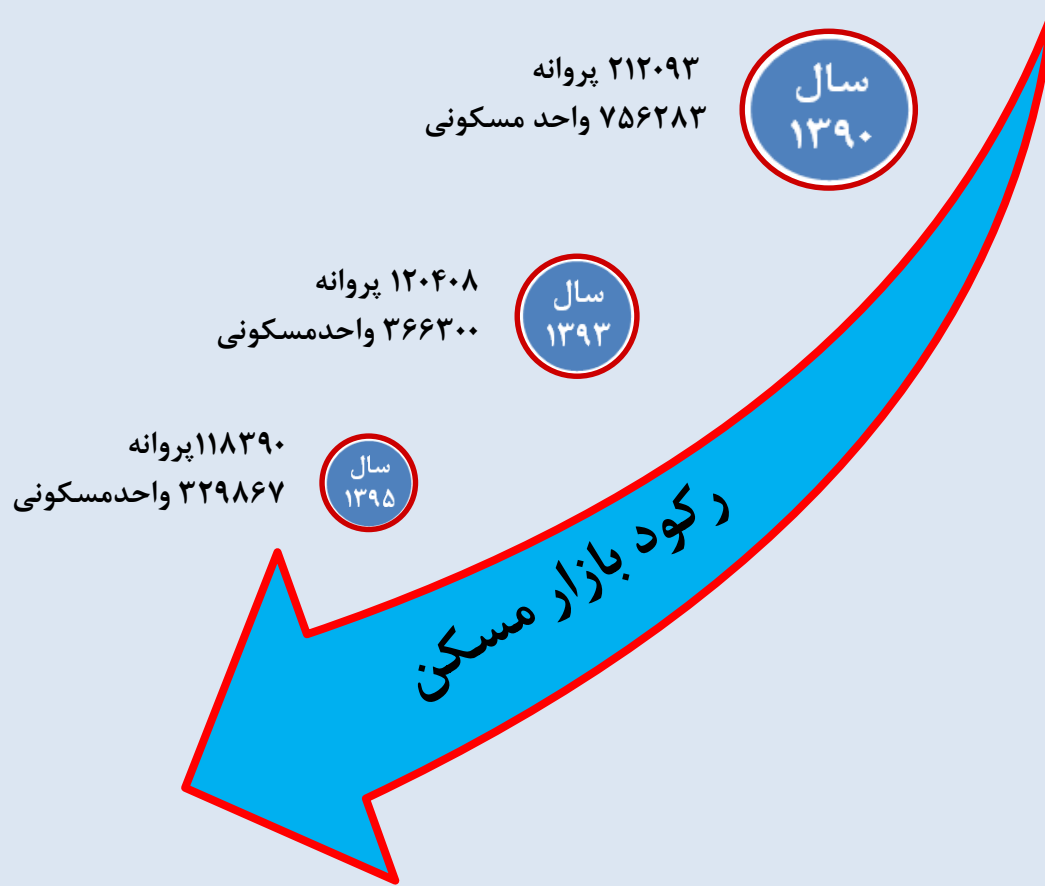 سال
۱۳۹۰
۲۱۲۰۹۳ پروانه
۷۵۶۲۸۳ واحد مسکونی
سال
۱۳۹۳
۱۲۰۴۰۸ پروانه
۳۶۶۳۰۰ واحدمسکونی
سال
۱۳۹۵
۱۱۸۳۹۰پروانه
۳۲۹۸۶۷ واحدمسکونی
رکود بازار مسکن